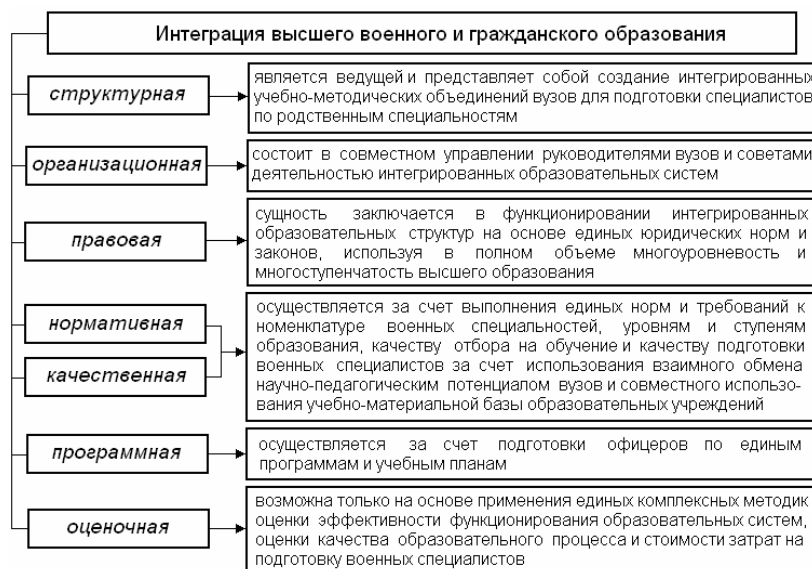 Интеграция высшего военного и гражданского образования
структурная
является ведущей и представляет собой создание интегрированных
учебно-методических объединений вузов для подготовки специалистов
по родственным специальностям
организационная
состоит в совместном управлении руководителями вузов и советами
деятельностью интегрированных образовательных систем
правовая
сущность заключается в функционировании интегрированных
образовательных структур на основе единых юридических норм и
законов, используя в полном объеме многоуровневость и
многоступенчатость высшего образования
нормативная
качественная
осуществляется за счет выполнения единых норм и требований к
номенклатуре военных специальностей, уровням и ступеням
образования, качеству отбора на обучение и качеству подготовки
военных специалистов за счет использования взаимного обмена
научно-педагогическим потенциалом вузов и совместного использо-
вания учебно-материальной базы образовательных учреждений
программная
осуществляется за счет подготовки офицеров по единым
программам и учебным планам
оценочная
возможна только на основе применения единых комплексных методик
оценки эффективности функционирования образовательных систем,
оценки качества образовательного процесса и стоимости затрат на
подготовку военных специалистов